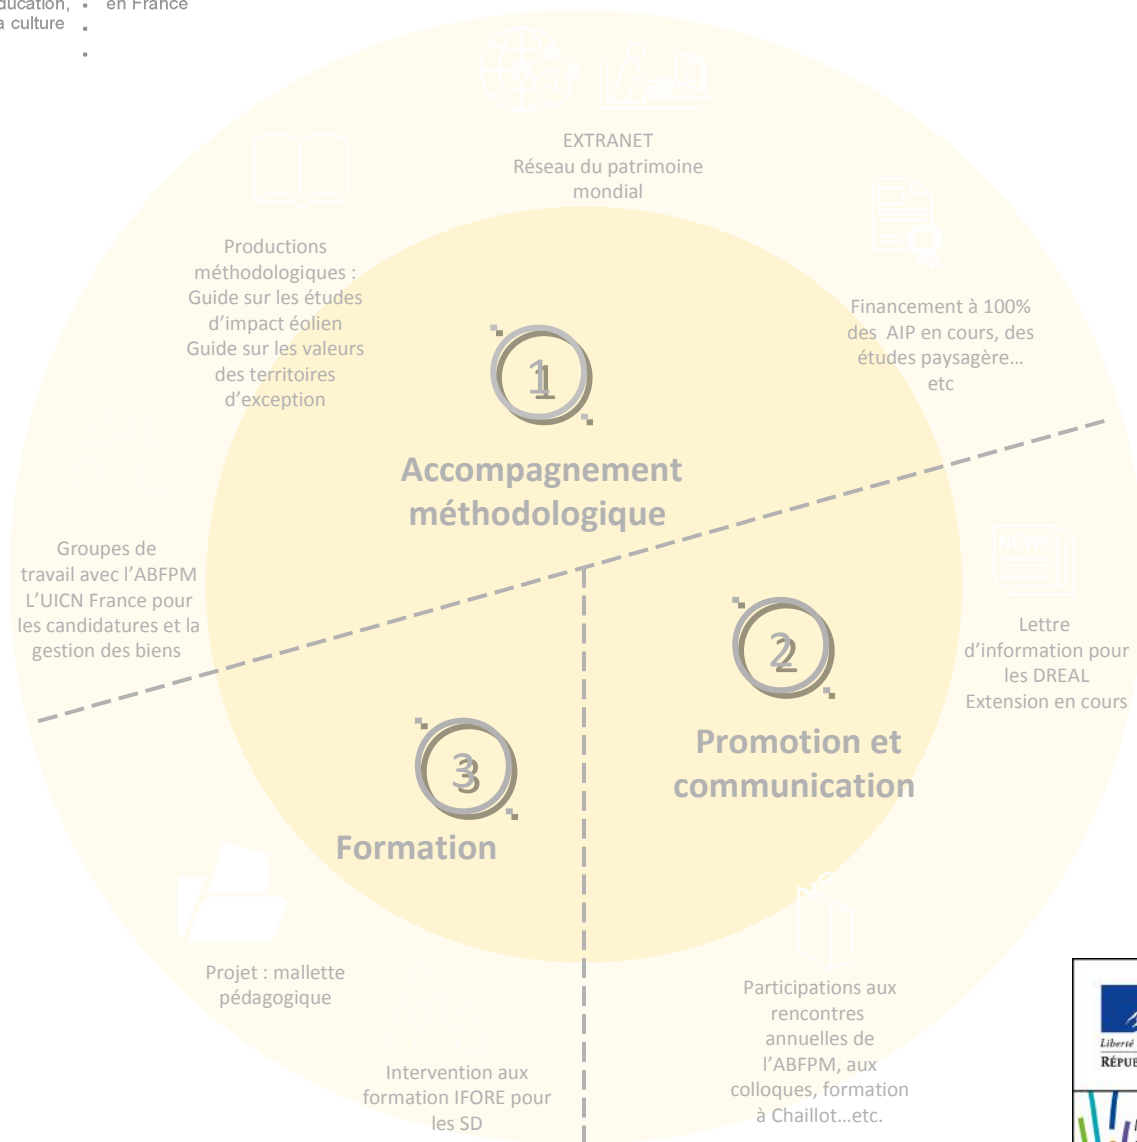 en France
a culture
EXTRANET
Réseau du patrimoine
mondial
Productions
méthodologiques :
Guide sur les études
d'impact éolien
Guide sur les valeurs
des territoires
d'exception
Financement à 100%
des AIP en cours, des
études paysagère…
etc
1
Accompagnement
méthodologique
Groupes de
travail avec l'ABFPM
L'UICN France pour
les candidatures et la
gestion des biens
NEWS
Lettre
d'information pour
les DREAL
Extension en cours
2
Promotion et
communication
3
Formation
Projet : mallette
pédagogique
Intervention aux
formation IFORE pour
les SD
Participations aux
rencontres
annuelles de
l'ABFPM, aux
colloques, formation
à Chaillot…etc.
Liberté